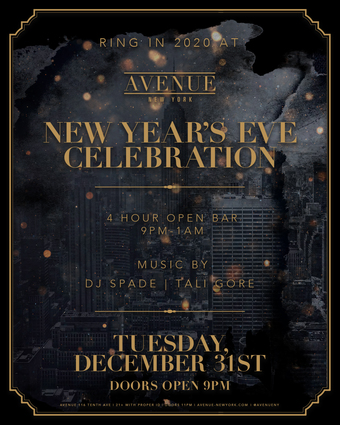 RING IN 2020 AT
AVENUE
NEW YORK
NEW YEAR'S EVE
CELEBRATION
4 HOUR OPEN BAR
9PM-1AM
MUSIC BY
DJ SPADE | TALI GORE
TUESDAY,
DECEMBER 31ST
DOORS OPEN 9PM